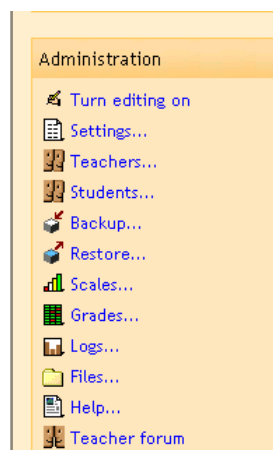 Administration
Turn editing on
Settings...
Teachers...
Students...
Backup...
Restore...
Scales...
Grades...
Logs...
Files...
Help...
Teacher forum